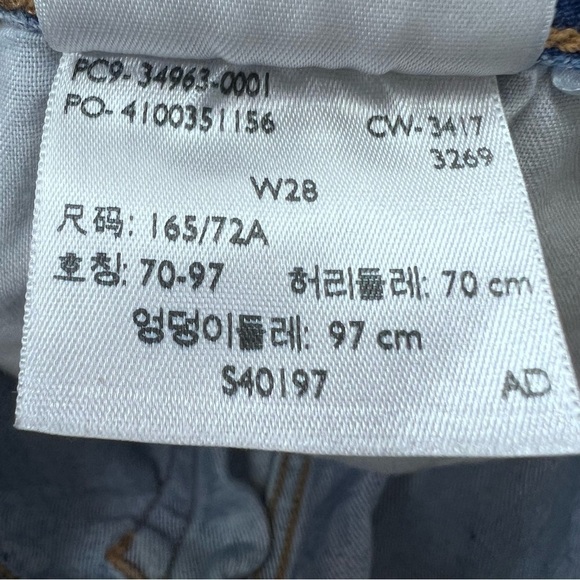 PC9-34963-0001
PO-4100351156 CW-3417
3269
W28
尺码: 165/72A
호칭: 70-97 허리둘레: 70 cm
엉덩이둘레: 97 cm
S40197 AD